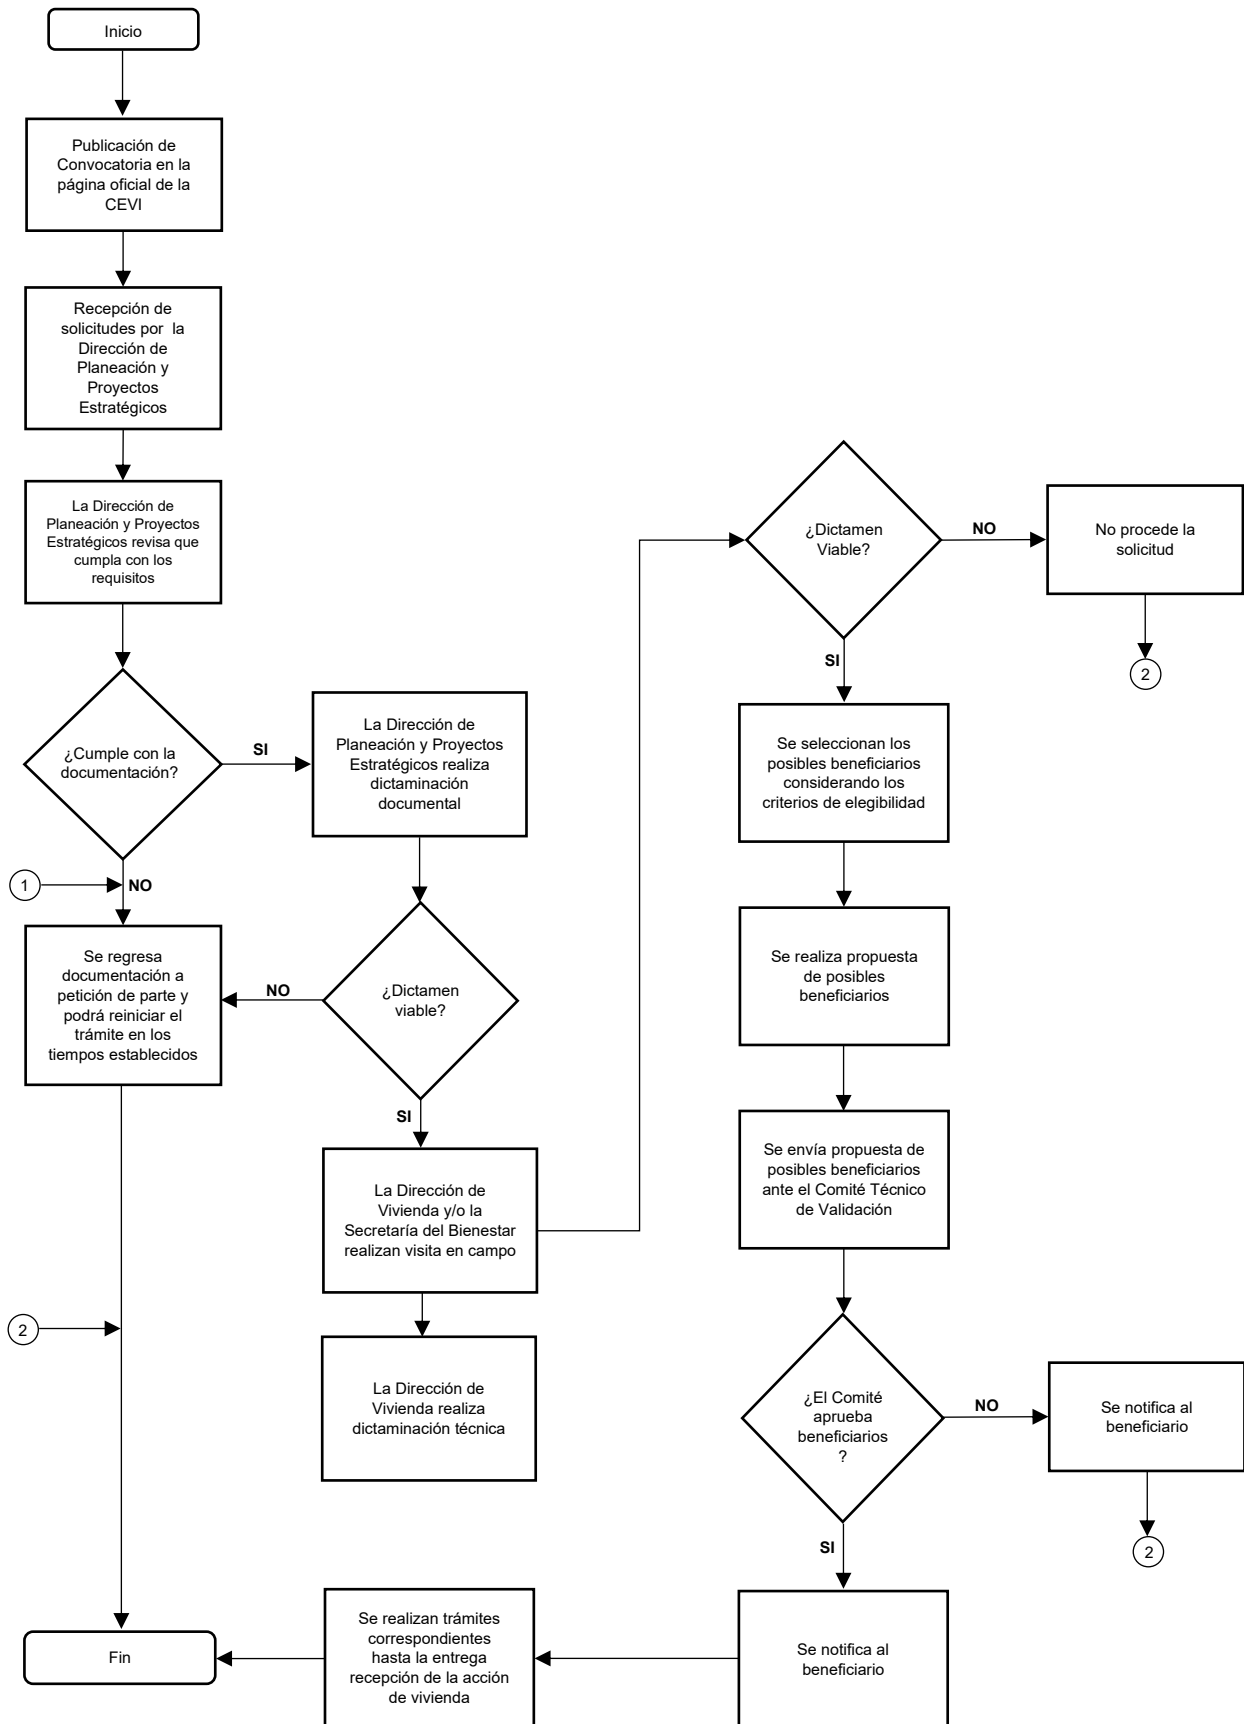 Inicio
Publicación de
Convocatoria en la
página oficial de la
CEVI
Recepción de
solicitudes por la
Dirección de
Planeación y
Proyectos
Estratégicos
La Dirección de
Planeación y Proyectos
Estratégicos revisa que
cumpla con los
requisitos
¿Cumple con la
documentación?
SI
La Dirección de
Planeación y Proyectos
Estratégicos realiza
dictaminación
documental
1
NO
Se regresa
documentación a
petición de parte y
podrá reiniciar el
trámite en los
tiempos establecidos
NO
¿Dictamen
viable?
SI
La Dirección de
Vivienda y/o la
Secretaría del Bienestar
realizan visita en campo
La Dirección de
Vivienda realiza
dictaminación técnica
2
¿Dictamen
Viable?
NO
No procede la
solicitud
2
SI
Se seleccionan los
posibles beneficiarios
considerando los
criterios de elegibilidad
Se realiza propuesta
de posibles
beneficiarios
Se envía propuesta de
posibles beneficiarios
ante el Comité Técnico
de Validación
¿El Comité
aprueba
beneficiarios
?
NO
Se notifica al
beneficiario
2
SI
Se notifica al
beneficiario
Se realizan trámites
correspondientes
hasta la entrega
recepción de la acción
de vivienda
Fin